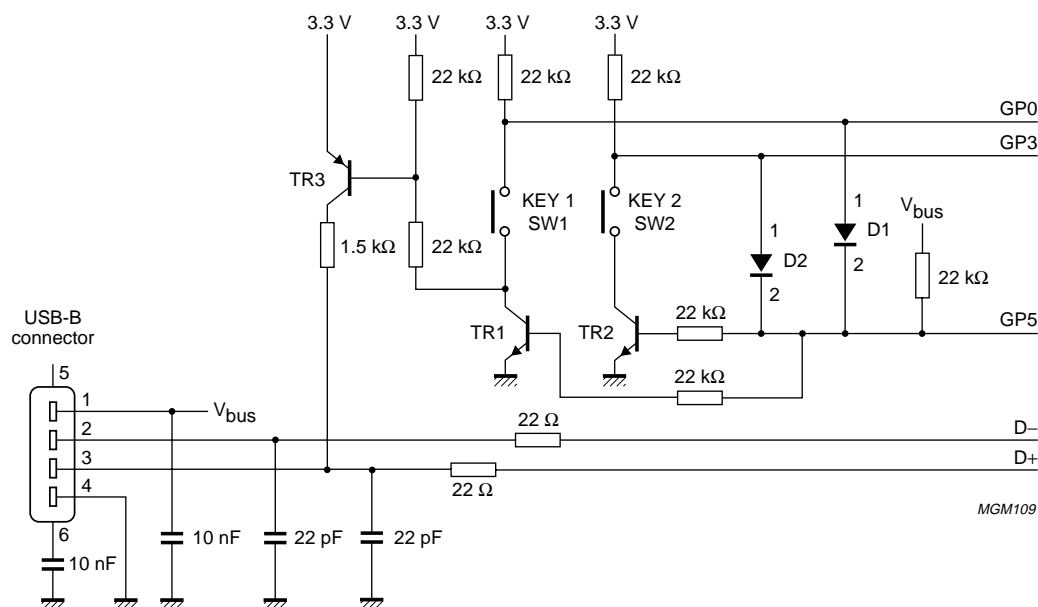 3.3 V 3.3 V 3.3 V 3.3 V
22 kΩ 22 kΩ 22 kΩ
GP0
GP3
TR3
KEY 1
SW1
KEY 2
SW2
1
D1
2
1
D2
2
Vbus
22 kΩ
1.5 kΩ
22 kΩ
USB-B
connector
TR1
TR2
22 kΩ
GP5
22 kΩ
5
1
Vbus
2
22 Ω
D−
3
22 Ω
D+
4
MGM109
6
10 nF
10 nF
22 pF
22 pF